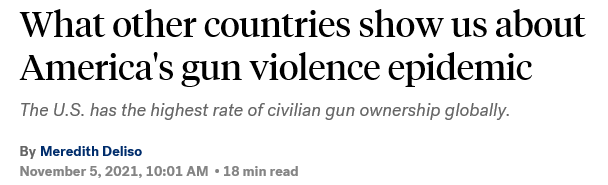 What other countries show us about
America's gun violence epidemic
The U.S. has the highest rate of civilian gun ownership globally.
By Meredith Deliso
November 5, 2021, 10:01 AM • 18 min read